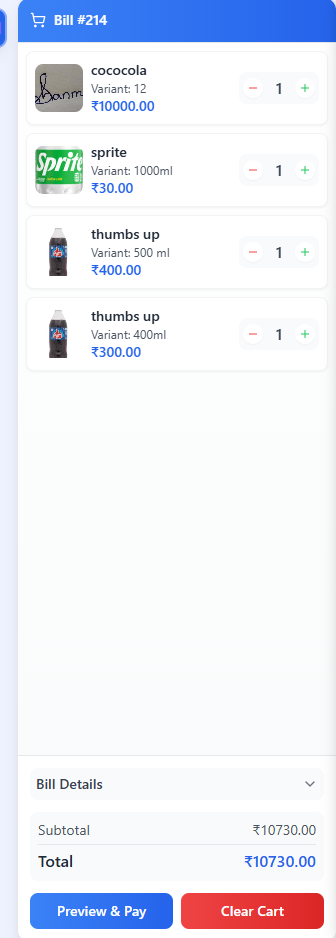 Bill #214
cococola
Variant: 12
₹10000.00
1
sprite
Variant: 1000ml
₹30.00
1
Sprite
thumbs up
Variant: 500 ml
₹400.00
1
thumbs up
Variant: 400ml
₹300.00
1
Bill Details
Subtotal ₹10730.00
Total ₹10730.00
Preview & Pay
Clear Cart